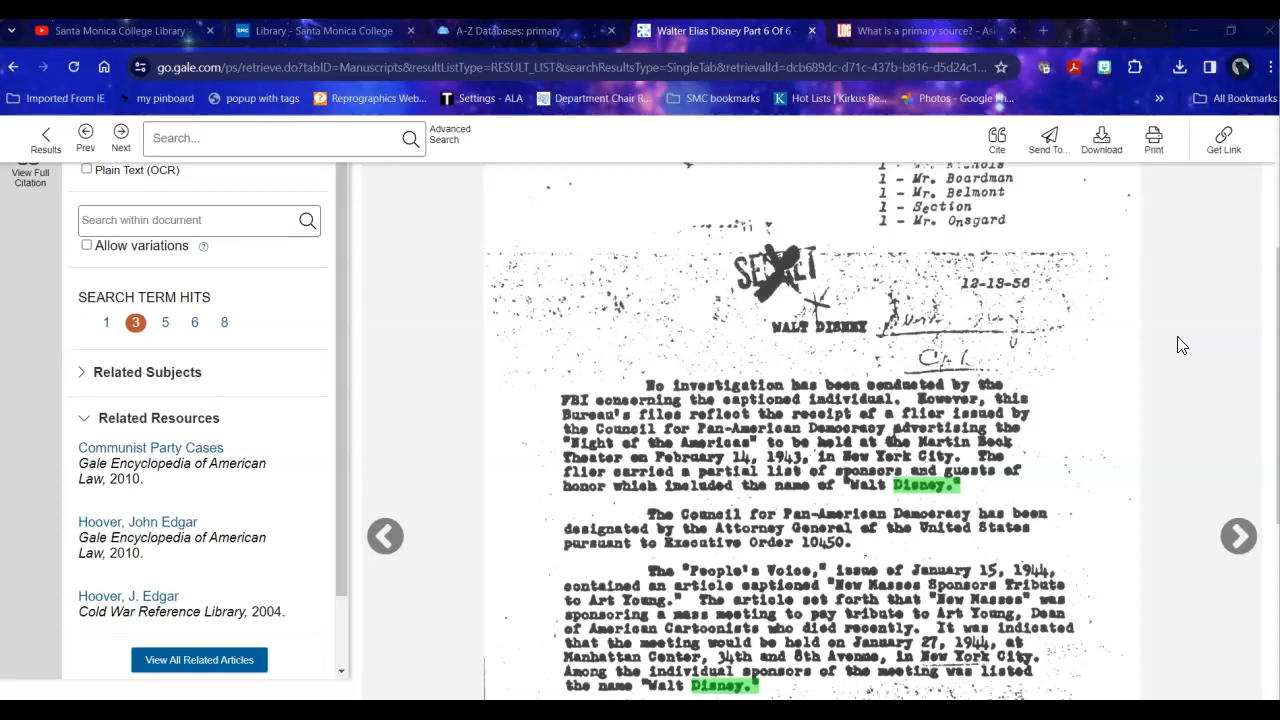 Santa Monica College Library -
Library - Santa Monica College
A-Z Databases: primary
Walter Elias Disney Part 6 Of 6
LOC
What is a primary source? - Asl
go.gale.com/ps/retrieve.do?tabID=Manuscripts&resultListType=RESULT_LIST&searchResultsType=SingleTab&retrievalId=dcb689dc-d71c-437b-b816-d5d24c1...
Imported From IE
my pinboard
popup with tags
Reprographics Web...
Settings - ALA
Department Chair R...
SMC bookmarks
Hot Lists | Kirkus Re...
Photos - Google Ph...
All Bookmarks
Results
Prev
Next
Search...
Advanced
Search
Cite
Send To...
Download
Print
Get Link
View Full
Citation
Plain Text (OCR)
Search within document
Allow variations
SEARCH TERM HITS
1 3 5 6 8
Related Subjects
Related Resources
Communist Party Cases
Gale Encyclopedia of American
Law, 2010.
Hoover, John Edgar
Gale Encyclopedia of American
Law, 2010.
Hoover, J. Edgar
Cold War Reference Library, 2004.
View All Related Articles
1 - Mr. Nichols
1 - Mr. Boardman
1 - Mr. Belmont
1 - Section
1 - Mr. Onsgard
SECRET
12-13-56
WALT DISNEY
No investigation has been conducted by the
FBI concerning the captioned individual. However, this
Bureau's files reflect the receipt of a flier issued by
the Council for Pan-American Democracy advertising the
"Night of the Americas" to be held at the Martin Beck
Theater on February 14, 1943, in New York City. The
flier carried a partial list of sponsors and guests of
honor which included the name of "Walt Disney."
The Council for Pan-American Democracy has been
designated by the Attorney General of the United States
pursuant to Executive Order 10450.
The "People's Voice," issue of January 15, 1944,
contained an article captioned "New Masses Sponsors Tribute
to Art Young." The article set forth that "New Masses" was
sponsoring a mass meeting to pay tribute to Art Young, Dean
of American Cartoonists who died recently. It was indicated
that the meeting would be held on January 27, 1944, at
Manhattan Center, 34th and 8th Avenue, in New York City.
Among the individual sponsors of the meeting was listed
the name "Walt Disney."